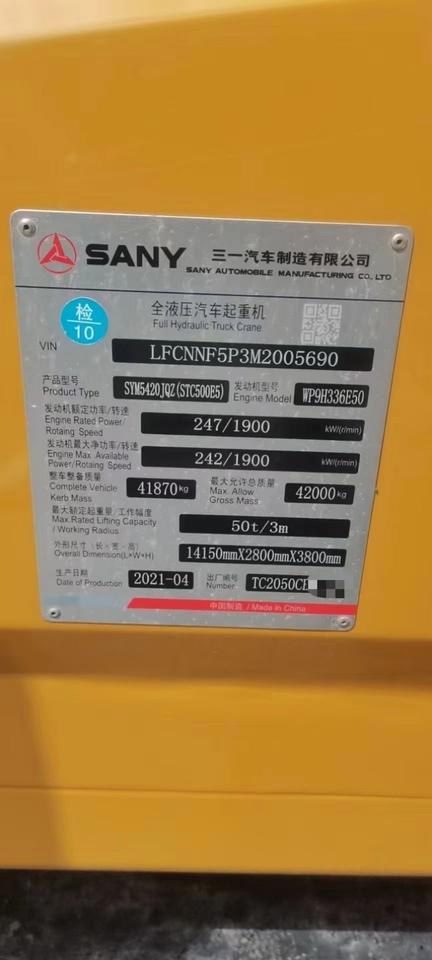 SANY 三一汽车制造有限公司
SANY AUTOMOBILE MANUFACTURING CO., LTD
检
10
全液压汽车起重机
Full Hydraulic Truck Crane
VIN LFCNNF5P3M2005690
产品型号 发动机型号
Product Type SYM5420JQZ(STC500E5) Engine Model WP9H336E50
发动机额定功率/转速
Engine Rated Power/
Rotaing Speed 247/1900 kW/(r/min)
发动机最大净功率/转速
Engine Max. Available
Power/Rotaing Speed 242/1900 kW/(r/min)
整车整备质量 最大允许总质量
Complete Vehicle Max. Allow
Kerb Mass 41870kg Gross Mass 42000kg
最大额定起重量/工作幅度
Max.Rated Lifting Capacity
/ Working Radius 50t/3m
外形尺寸(长×宽×高)
Overall Dimension(L×W×H) 14150mmX2800mmX3800mm
生产日期 出厂编号
Date of Production 2021-04 Number TC2050CE
中国制造 / Made in China